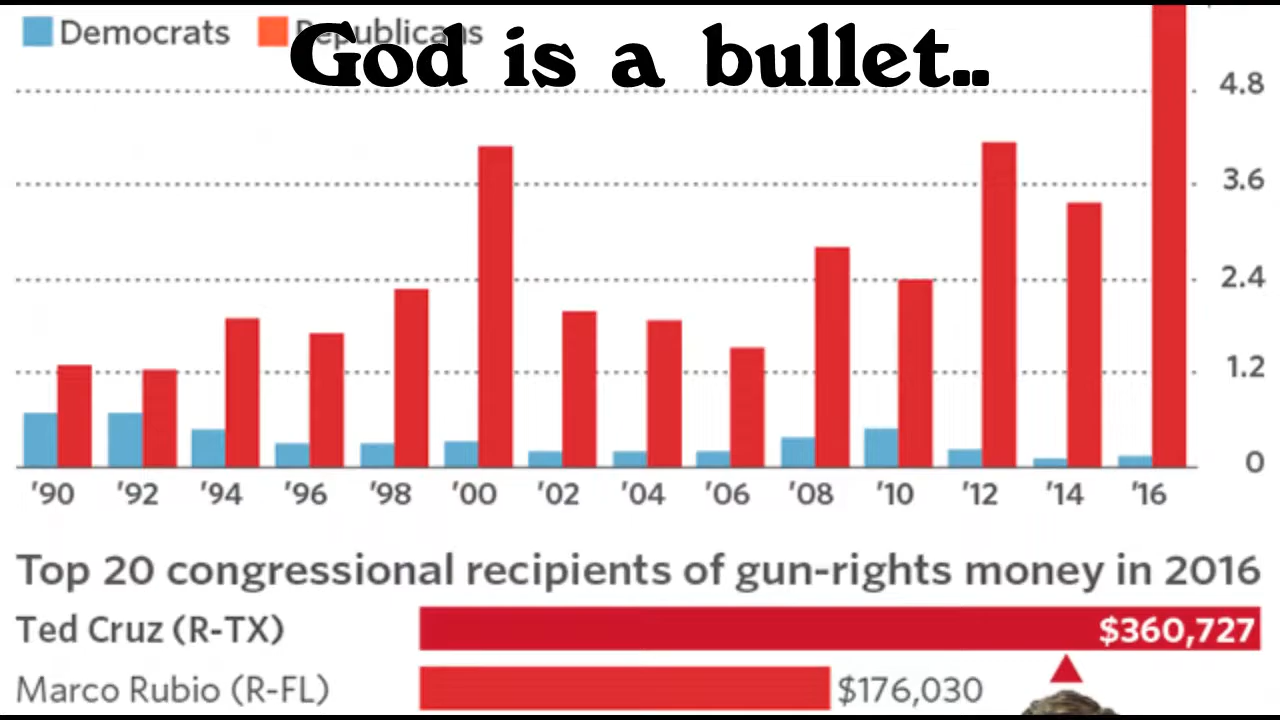 Democrats Republicans
God is a bullet..
4.8
3.6
2.4
1.2
0
'90 '92 '94 '96 '98 '00 '02 '04 '06 '08 '10 '12 '14 '16
Top 20 congressional recipients of gun-rights money in 2016
Ted Cruz (R-TX) $360,727
Marco Rubio (R-FL) $176,030